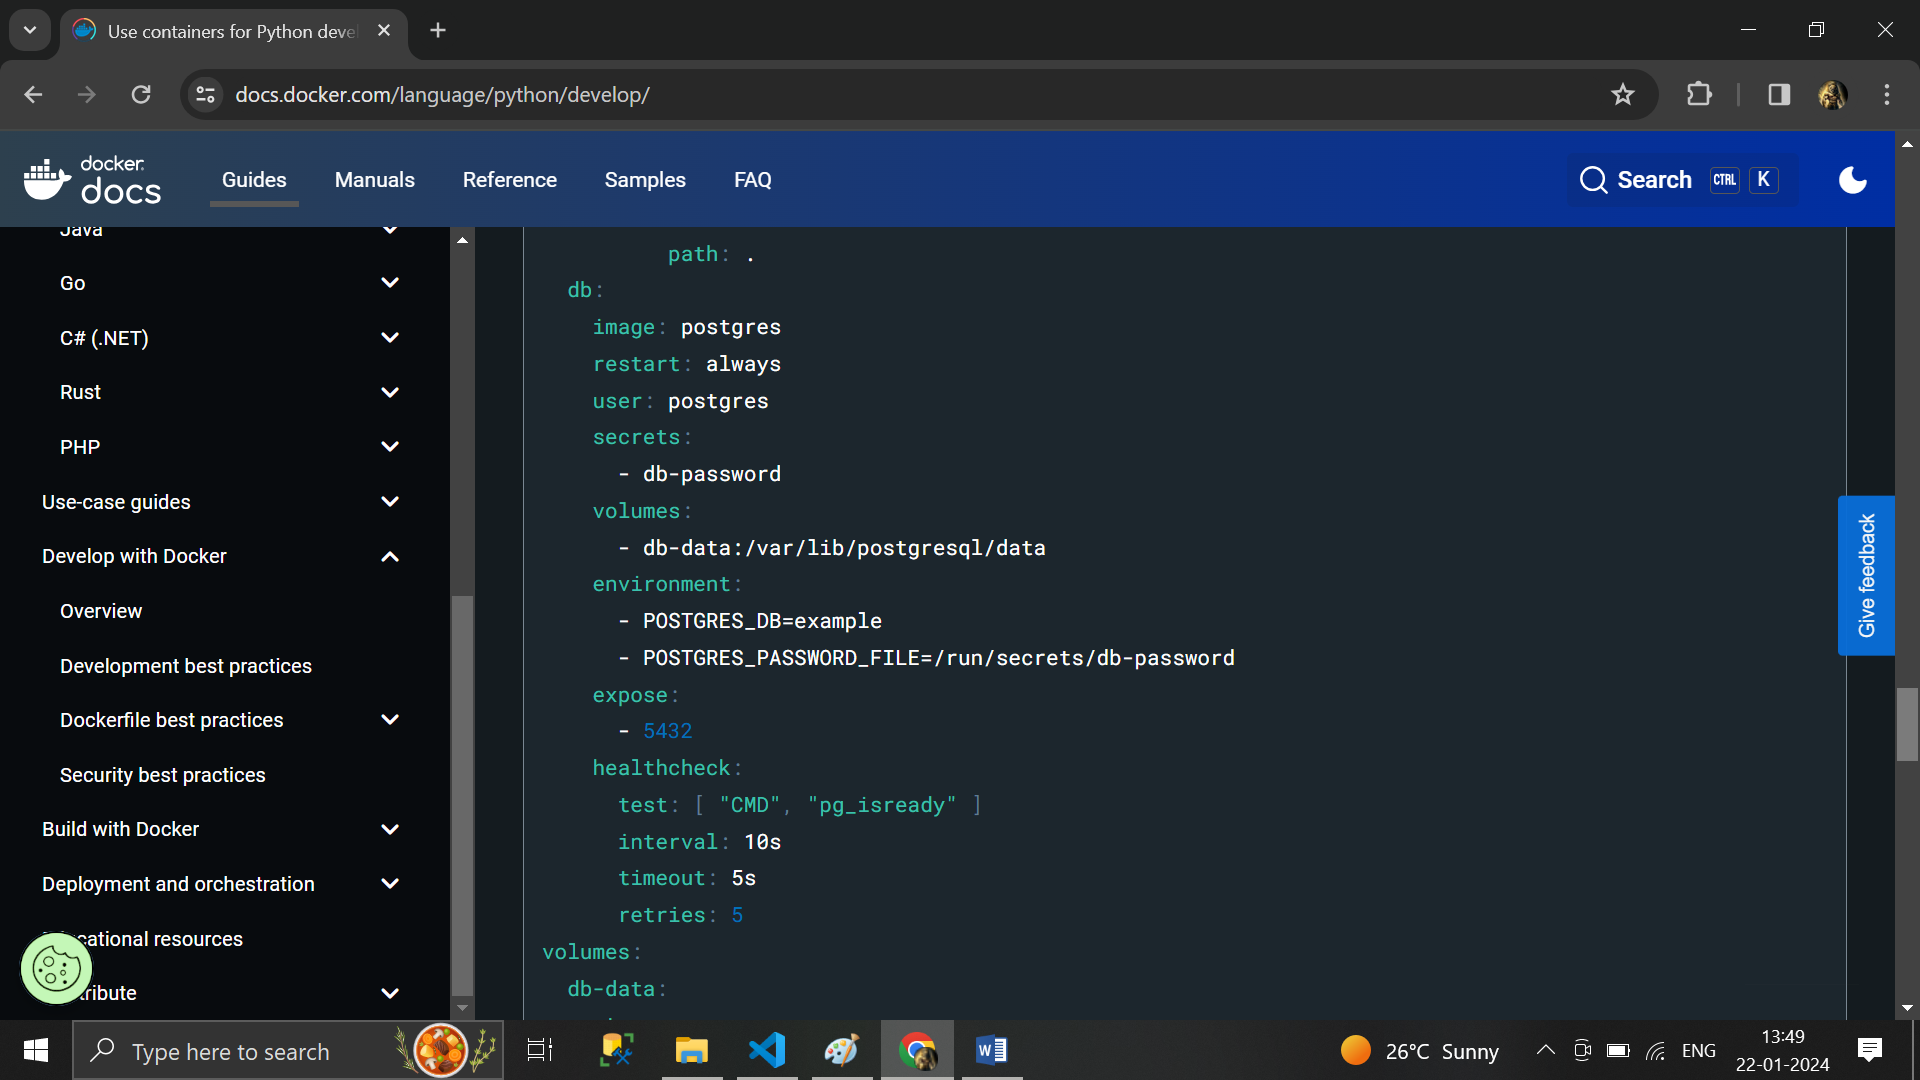 Use containers for Python deve
docs.docker.com/language/python/develop/
docker
docs
Guides
Manuals
Reference
Samples
FAQ
Search
CTRL
K
Java
Go
C# (.NET)
Rust
PHP
Use-case guides
Develop with Docker
Overview
Development best practices
Dockerfile best practices
Security best practices
Build with Docker
Deployment and orchestration
cational resources
tribute
path: .
db:
image: postgres
restart: always
user: postgres
secrets:
- db-password
volumes:
- db-data:/var/lib/postgresql/data
environment:
- POSTGRES_DB=example
- POSTGRES_PASSWORD_FILE=/run/secrets/db-password
expose:
- 5432
healthcheck:
test: [ "CMD", "pg_isready" ]
interval: 10s
timeout: 5s
retries: 5
volumes:
db-data:
Give feedback
Type here to search
26°C Sunny
ENG
13:49
22-01-2024